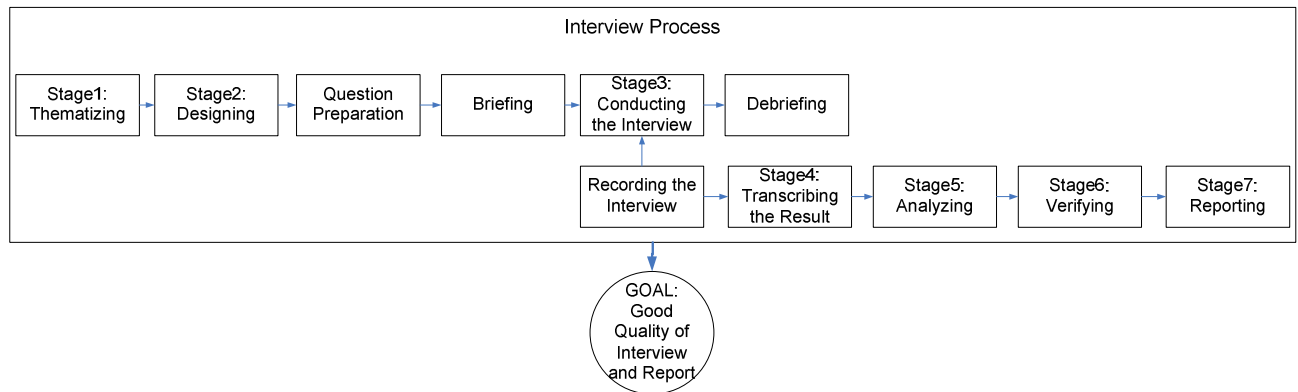 Interview Process
Stage1:
Thematizing
Stage2:
Designing
Question
Preparation
Briefing
Stage3:
Conducting
the Interview
Debriefing
Recording the
Interview
Stage4:
Transcribing
the Result
Stage5:
Analyzing
Stage6:
Verifying
Stage7:
Reporting
GOAL:
Good
Quality of
Interview
and Report